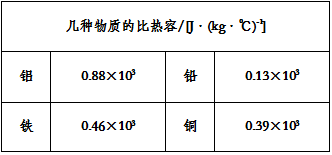 几种物质的比热容/[J·(kg·℃)⁻¹]
铝 0.88×10³ 铅 0.13×10³
铁 0.46×10³ 铜 0.39×10³